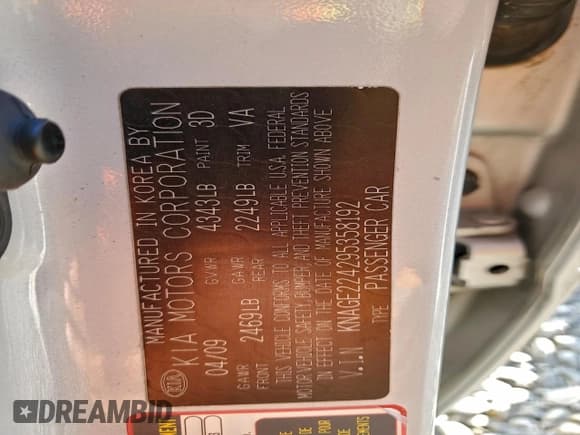 MANUFACTURED IN KOREA BY
KIA KIA MOTORS CORPORATION
04/09 GVWR 4343LB PAINT 3D
GAWR FRONT 2469LB GAWR REAR 2249LB TRIM VA
THIS VEHICLE CONFORMS TO ALL APPLICABLE U.S.A. FEDERAL
MOTOR VEHICLE SAFETY, BUMPER, AND THEFT PREVENTION STANDARDS
IN EFFECT ON THE DATE OF MANUFACTURE SHOWN ABOVE
V.I.N KNAGE224295358192
TYPE PASSENGER CAR
DREAMBID